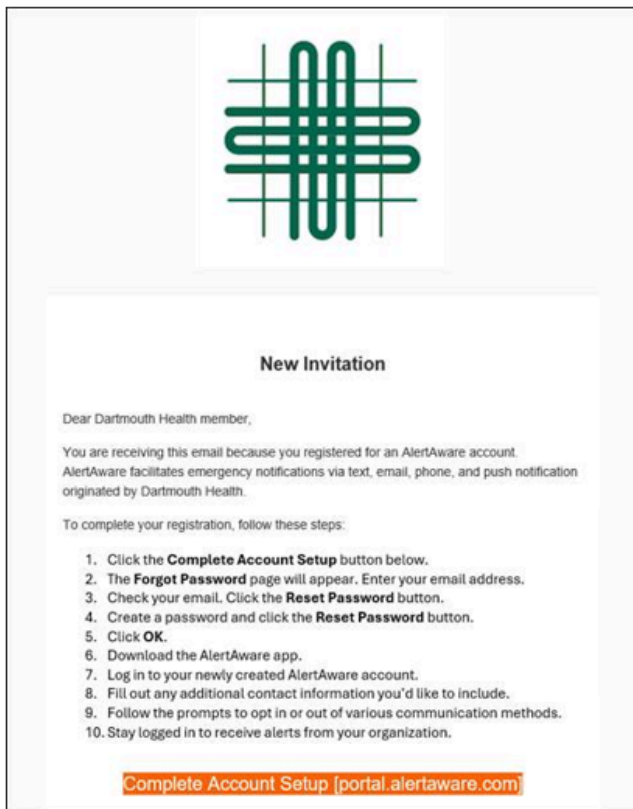 New Invitation
Dear Dartmouth Health member,
You are receiving this email because you registered for an AlertAware account.
AlertAware facilitates emergency notifications via text, email, phone, and push notification
originated by Dartmouth Health.
To complete your registration, follow these steps:
1. Click the Complete Account Setup button below.
2. The Forgot Password page will appear. Enter your email address.
3. Check your email. Click the Reset Password button.
4. Create a password and click the Reset Password button.
5. Click OK.
6. Download the AlertAware app.
7. Log in to your newly created AlertAware account.
8. Fill out any additional contact information you'd like to include.
9. Follow the prompts to opt in or out of various communication methods.
10. Stay logged in to receive alerts from your organization.
Complete Account Setup [portal.alertaware.com]